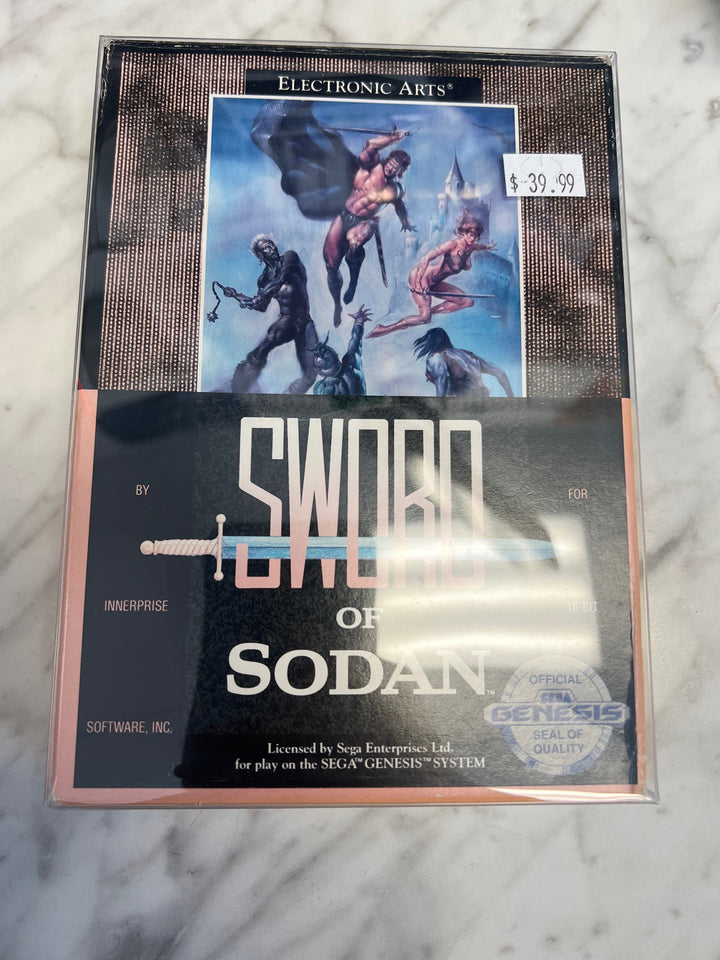 ELECTRONIC ARTS®
$ 39.99
SWORD
BY
FOR
INNERPRISE
16-BIT
OF
SODAN™
SOFTWARE, INC.
OFFICIAL
SEGA
GENESIS
SEAL OF
QUALITY
Licensed by Sega Enterprises Ltd.
for play on the SEGA™ GENESIS™ SYSTEM